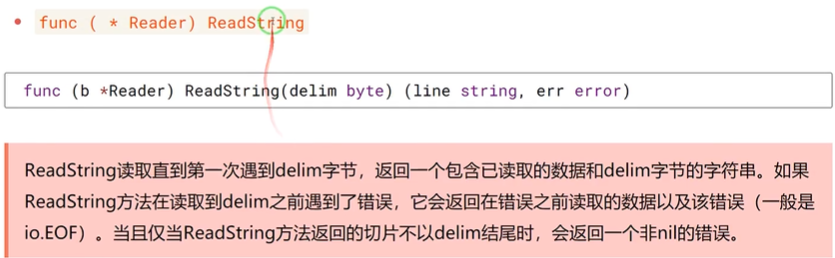 func ( * Reader) ReadString
func (b *Reader) ReadString(delim byte) (line string, err error)
ReadString读取直到第一次遇到delim字节，返回一个包含已读取的数据和delim字节的字符串。如果
ReadString方法在读取到delim之前遇到了错误，它会返回在错误之前读取的数据以及该错误（一般是
io.EOF）。当且仅当ReadString方法返回的切片不以delim结尾时，会返回一个非nil的错误。